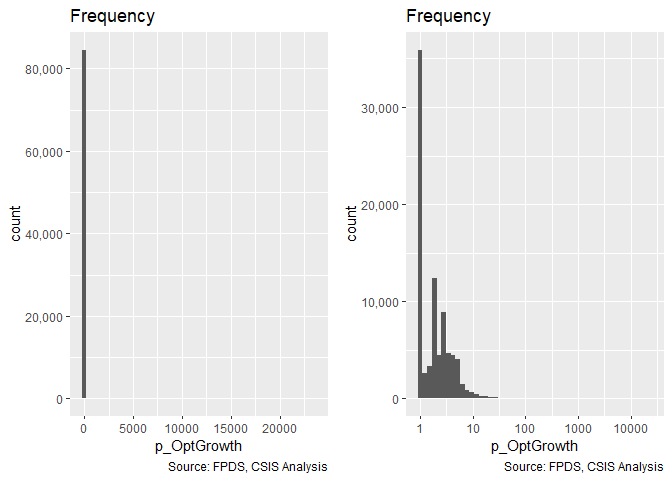 Frequency
80,000
60,000
40,000
20,000
0
count
0 5000 10000 15000 20000
p_OptGrowth
Source: FPDS, CSIS Analysis
Frequency
30,000
20,000
10,000
0
count
1 10 100 1000 10000
p_OptGrowth
Source: FPDS, CSIS Analysis